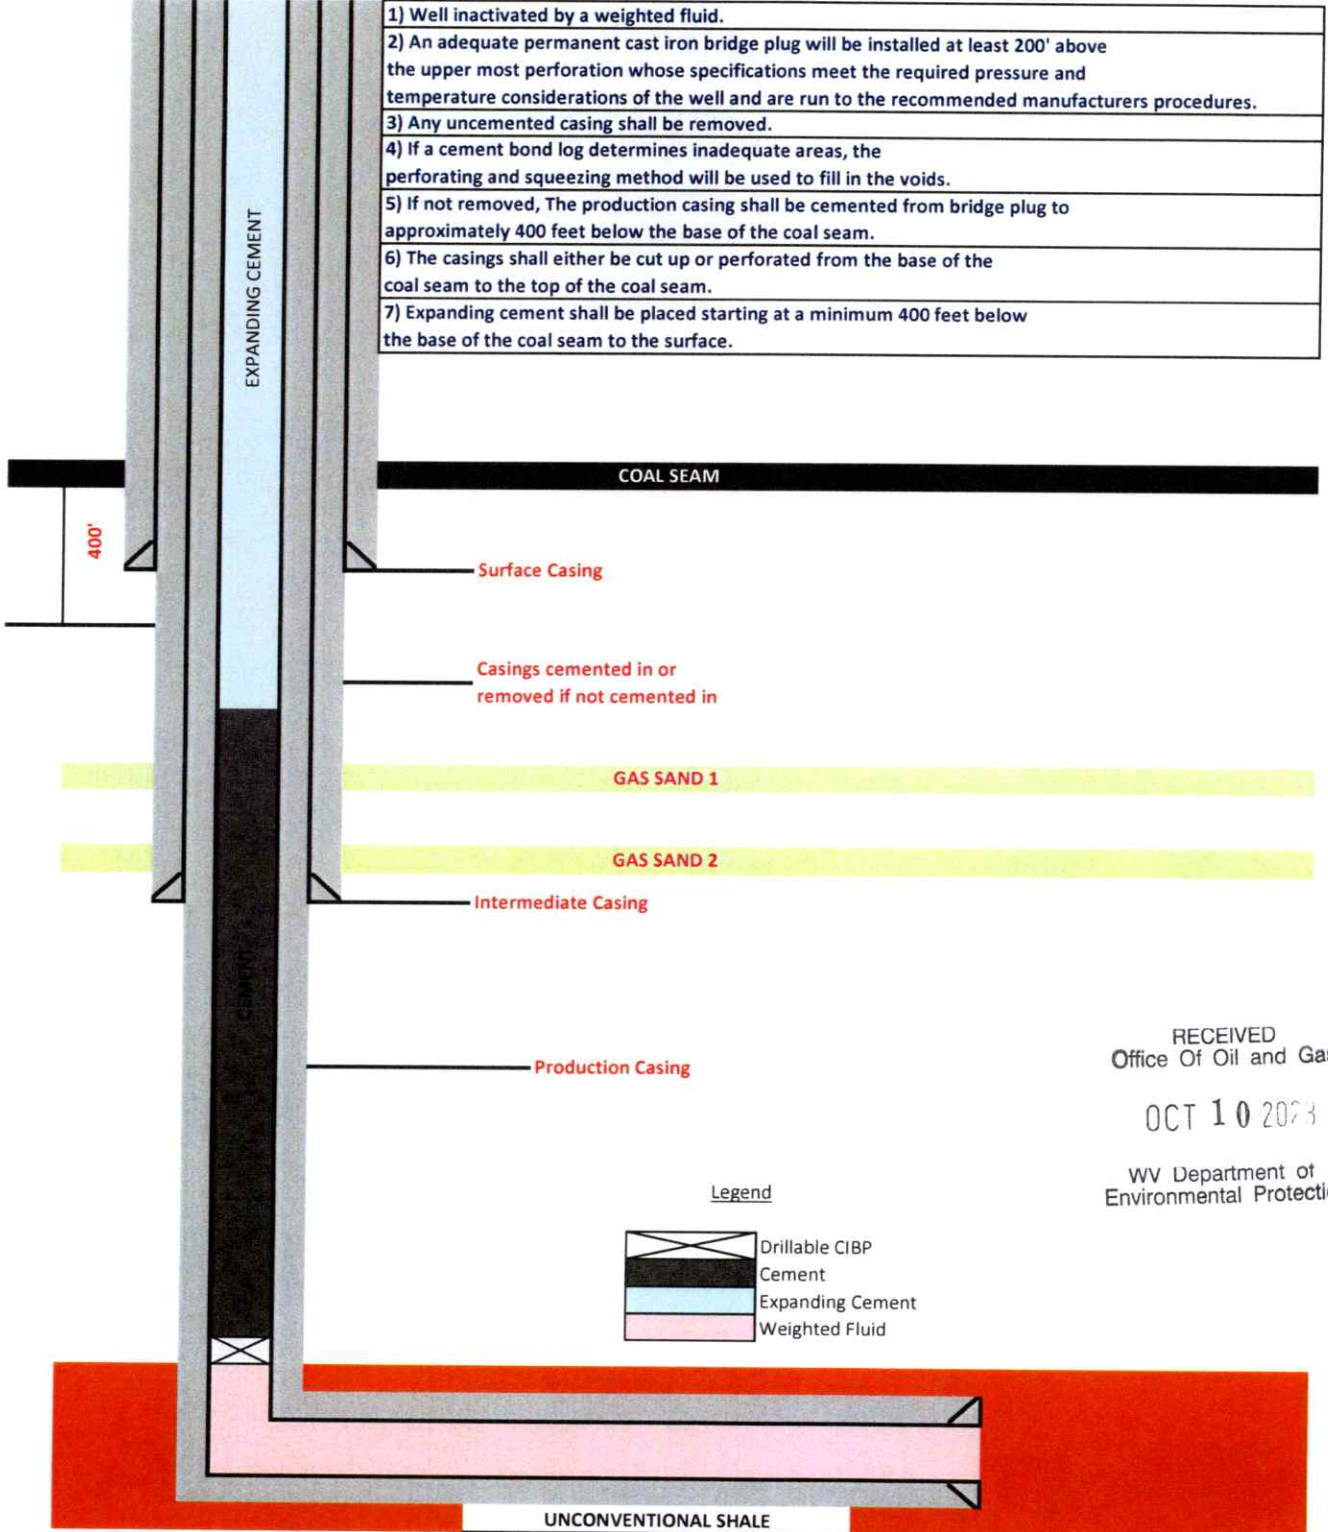 1) Well inactivated by a weighted fluid.
2) An adequate permanent cast iron bridge plug will be installed at least 200' above
the upper most perforation whose specifications meet the required pressure and
temperature considerations of the well and are run to the recommended manufacturers procedures.
3) Any uncemented casing shall be removed.
4) If a cement bond log determines inadequate areas, the
perforating and squeezing method will be used to fill in the voids.
5) If not removed, The production casing shall be cemented from bridge plug to
approximately 400 feet below the base of the coal seam.
6) The casings shall either be cut up or perforated from the base of the
coal seam to the top of the coal seam.
7) Expanding cement shall be placed starting at a minimum 400 feet below
the base of the coal seam to the surface.
EXPANDING CEMENT
COAL SEAM
400'
Surface Casing
Casings cemented in or
removed if not cemented in
GAS SAND 1
GAS SAND 2
Intermediate Casing
CEMENT
Production Casing
RECEIVED
Office Of Oil and Gas
OCT 10 2023
WV Department of
Environmental Protecti
Legend
Drillable CIBP
Cement
Expanding Cement
Weighted Fluid
UNCONVENTIONAL SHALE